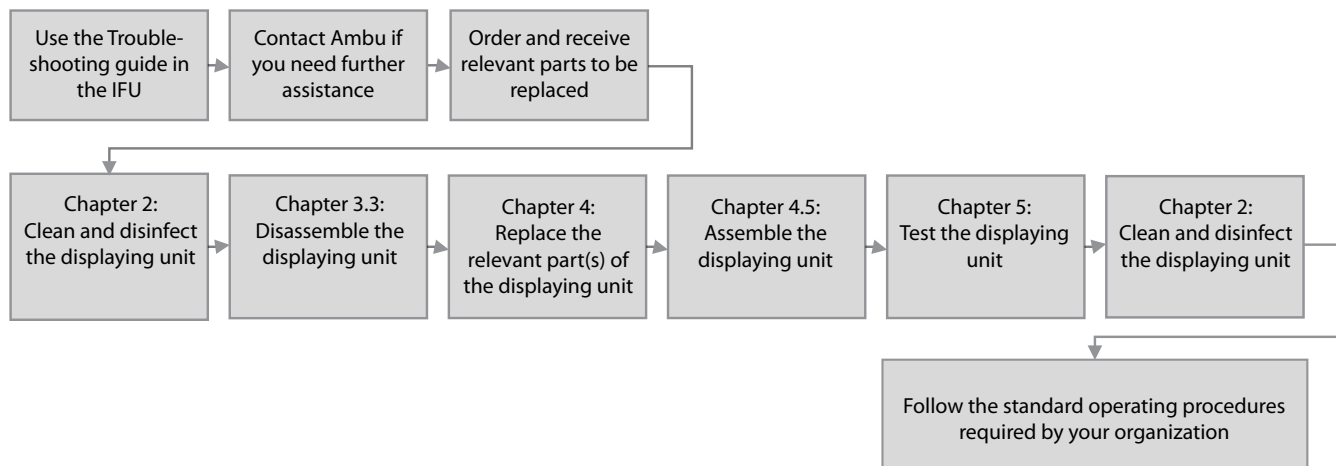 Use the Trouble-
shooting guide in
the IFU
Contact Ambu if
you need further
assistance
Order and receive
relevant parts to be
replaced
Chapter 2:
Clean and disinfect
the displaying unit
Chapter 3.3:
Disassemble the
displaying unit
Chapter 4:
Replace the
relevant part(s) of
the displaying unit
Chapter 4.5:
Assemble the
displaying unit
Chapter 5:
Test the displaying
unit
Chapter 2:
Clean and disinfect
the displaying unit
Follow the standard operating procedures
required by your organization